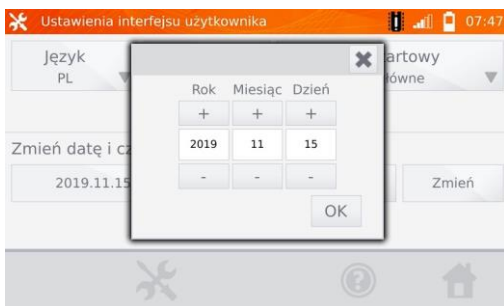 Ustawienia interfejsu użytkownika 07:47
Język
PL
artowy
ówne
Rok Miesiąc Dzień
+ + +
2019 11 15
- - -
OK
Zmień datę i cz
2019.11.15
Zmień